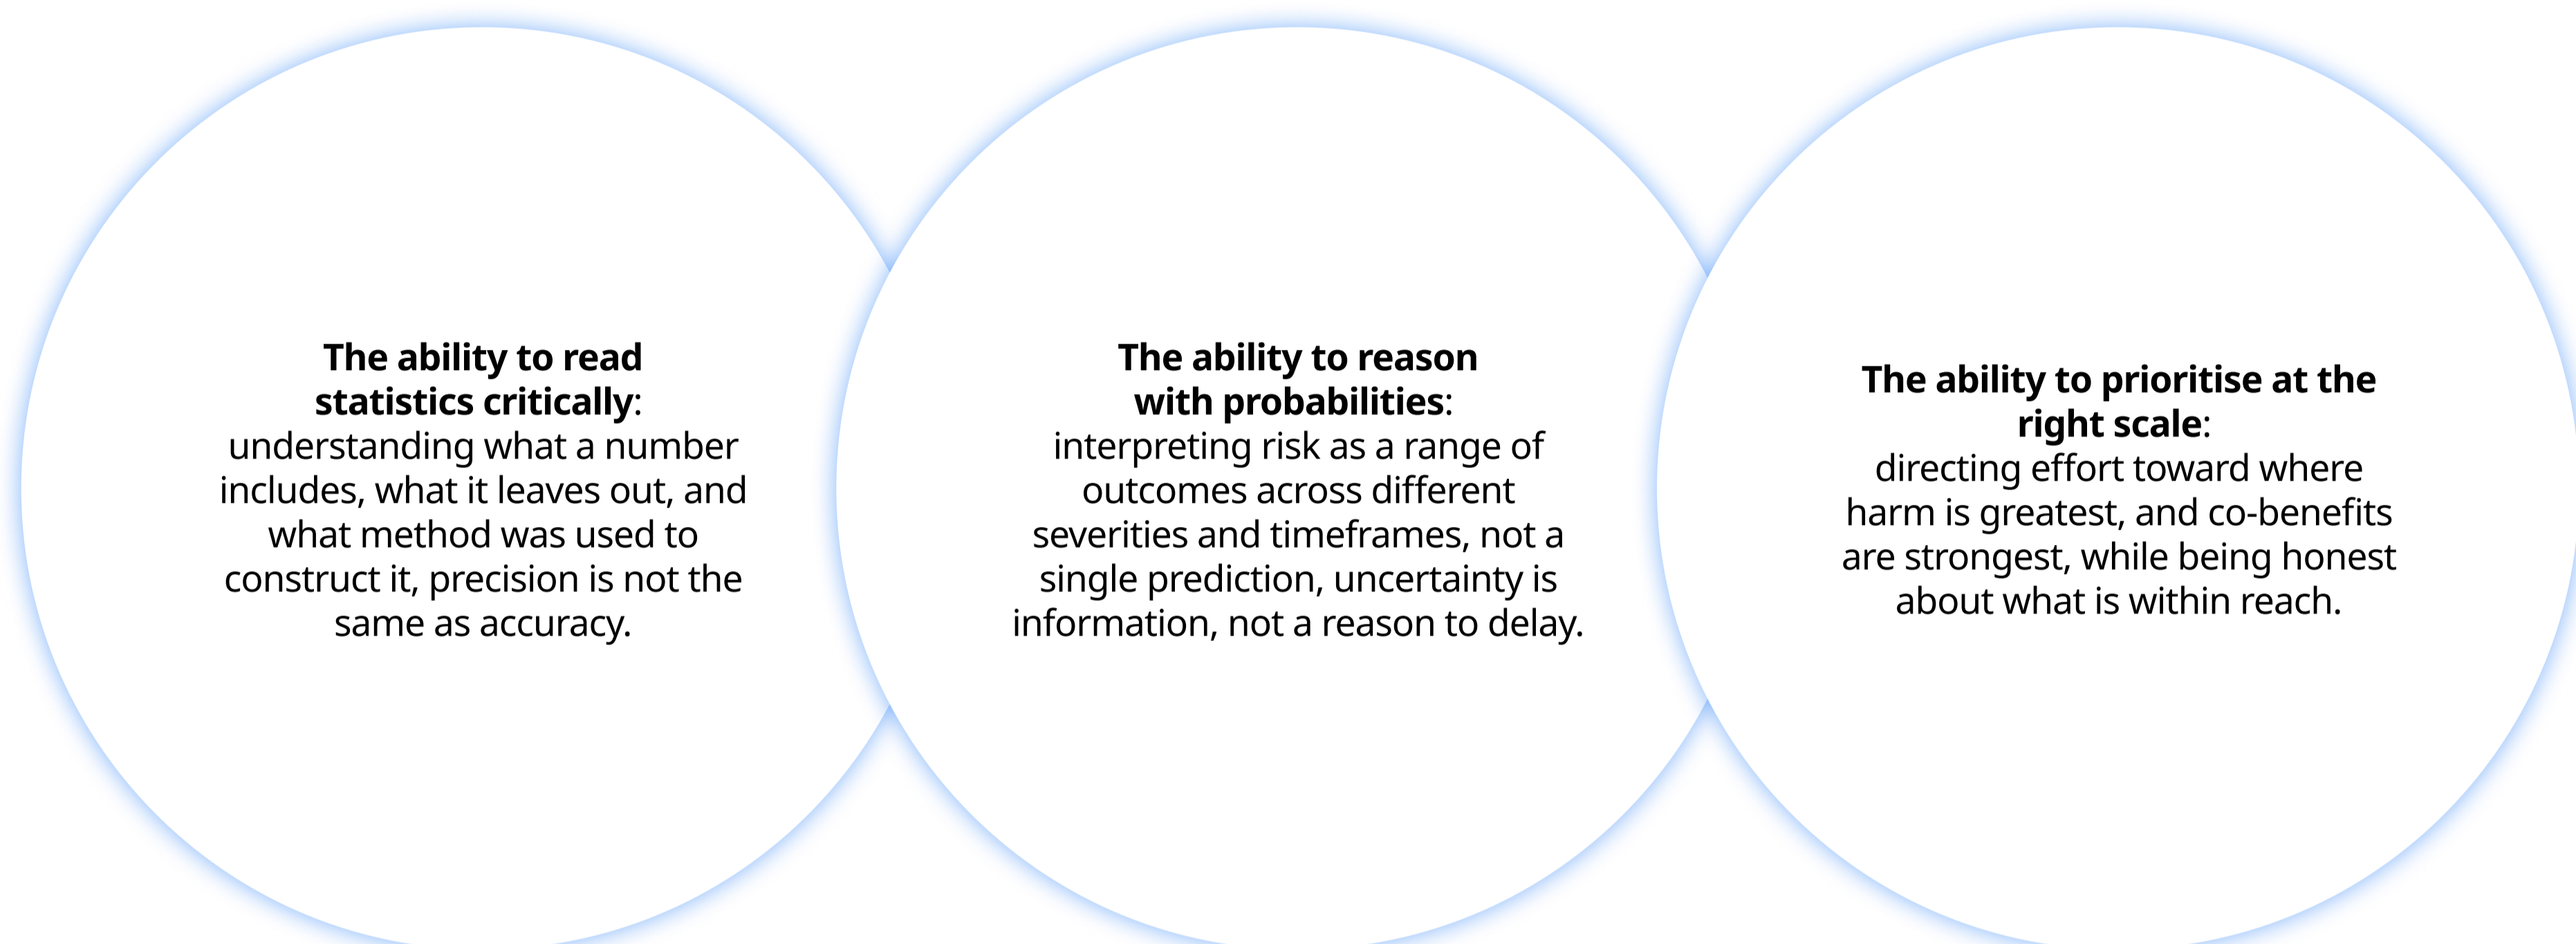 The ability to read
statistics critically:
understanding what a number
includes, what it leaves out, and
what method was used to
construct it, precision is not the
same as accuracy.
The ability to reason
with probabilities:
interpreting risk as a range of
outcomes across different
severities and timeframes, not a
single prediction, uncertainty is
information, not a reason to delay.
The ability to prioritise at the
right scale:
directing effort toward where
harm is greatest, and co-benefits
are strongest, while being honest
about what is within reach.